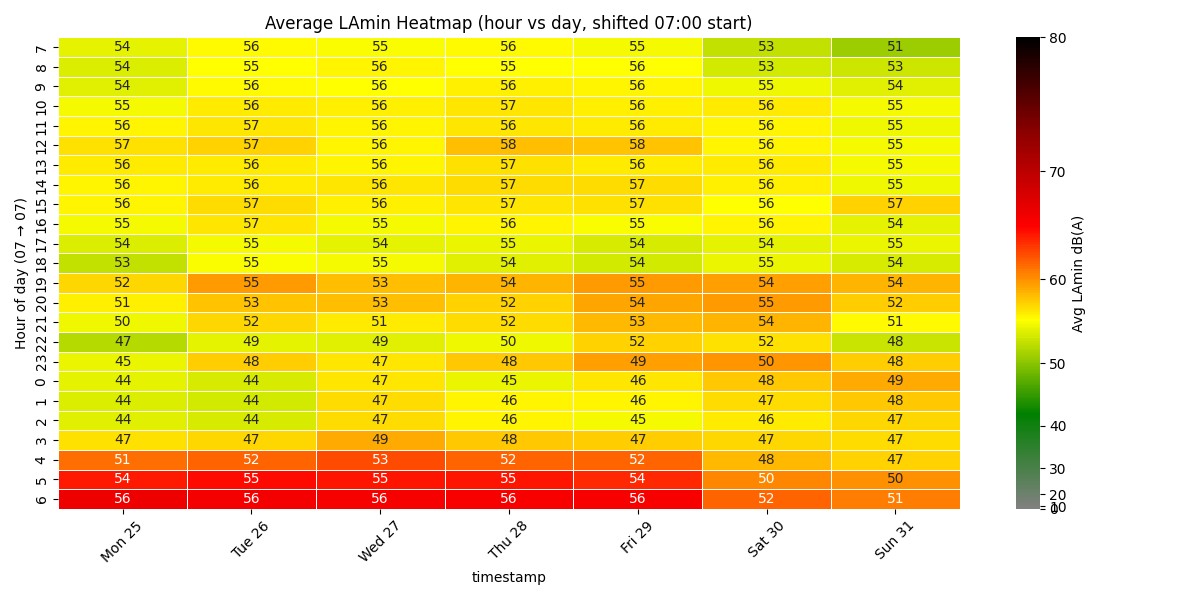 Average LAmin Heatmap (hour vs day, shifted 07:00 start)
7 54 56 55 56 55 53 51
8 54 55 56 55 56 53 53
9 54 56 56 56 56 55 54
10 55 56 56 57 56 56 55
11 56 57 56 56 56 56 55
12 57 57 56 58 58 56 55
13 56 56 56 57 56 56 55
14 56 56 56 57 57 56 55
15 56 57 56 57 57 56 57
16 55 57 55 56 55 56 54
17 54 55 54 55 54 54 55
18 53 55 55 54 54 55 54
19 52 55 53 54 55 54 54
20 51 53 53 52 54 55 52
21 50 52 51 52 53 54 51
22 47 49 49 50 52 52 48
23 45 48 47 48 49 50 48
0 44 44 47 45 46 48 49
1 44 44 47 46 46 47 48
2 44 44 47 46 45 46 47
3 47 47 49 48 47 47 47
4 51 52 53 52 52 48 47
5 54 55 55 55 54 50 50
6 56 56 56 56 56 52 51
Mon 25 Tue 26 Wed 27 Thu 28 Fri 29 Sat 30 Sun 31
timestamp
Hour of day (07 → 07)
80
70
60
50
40
30
20
10
0
Avg LAmin dB(A)